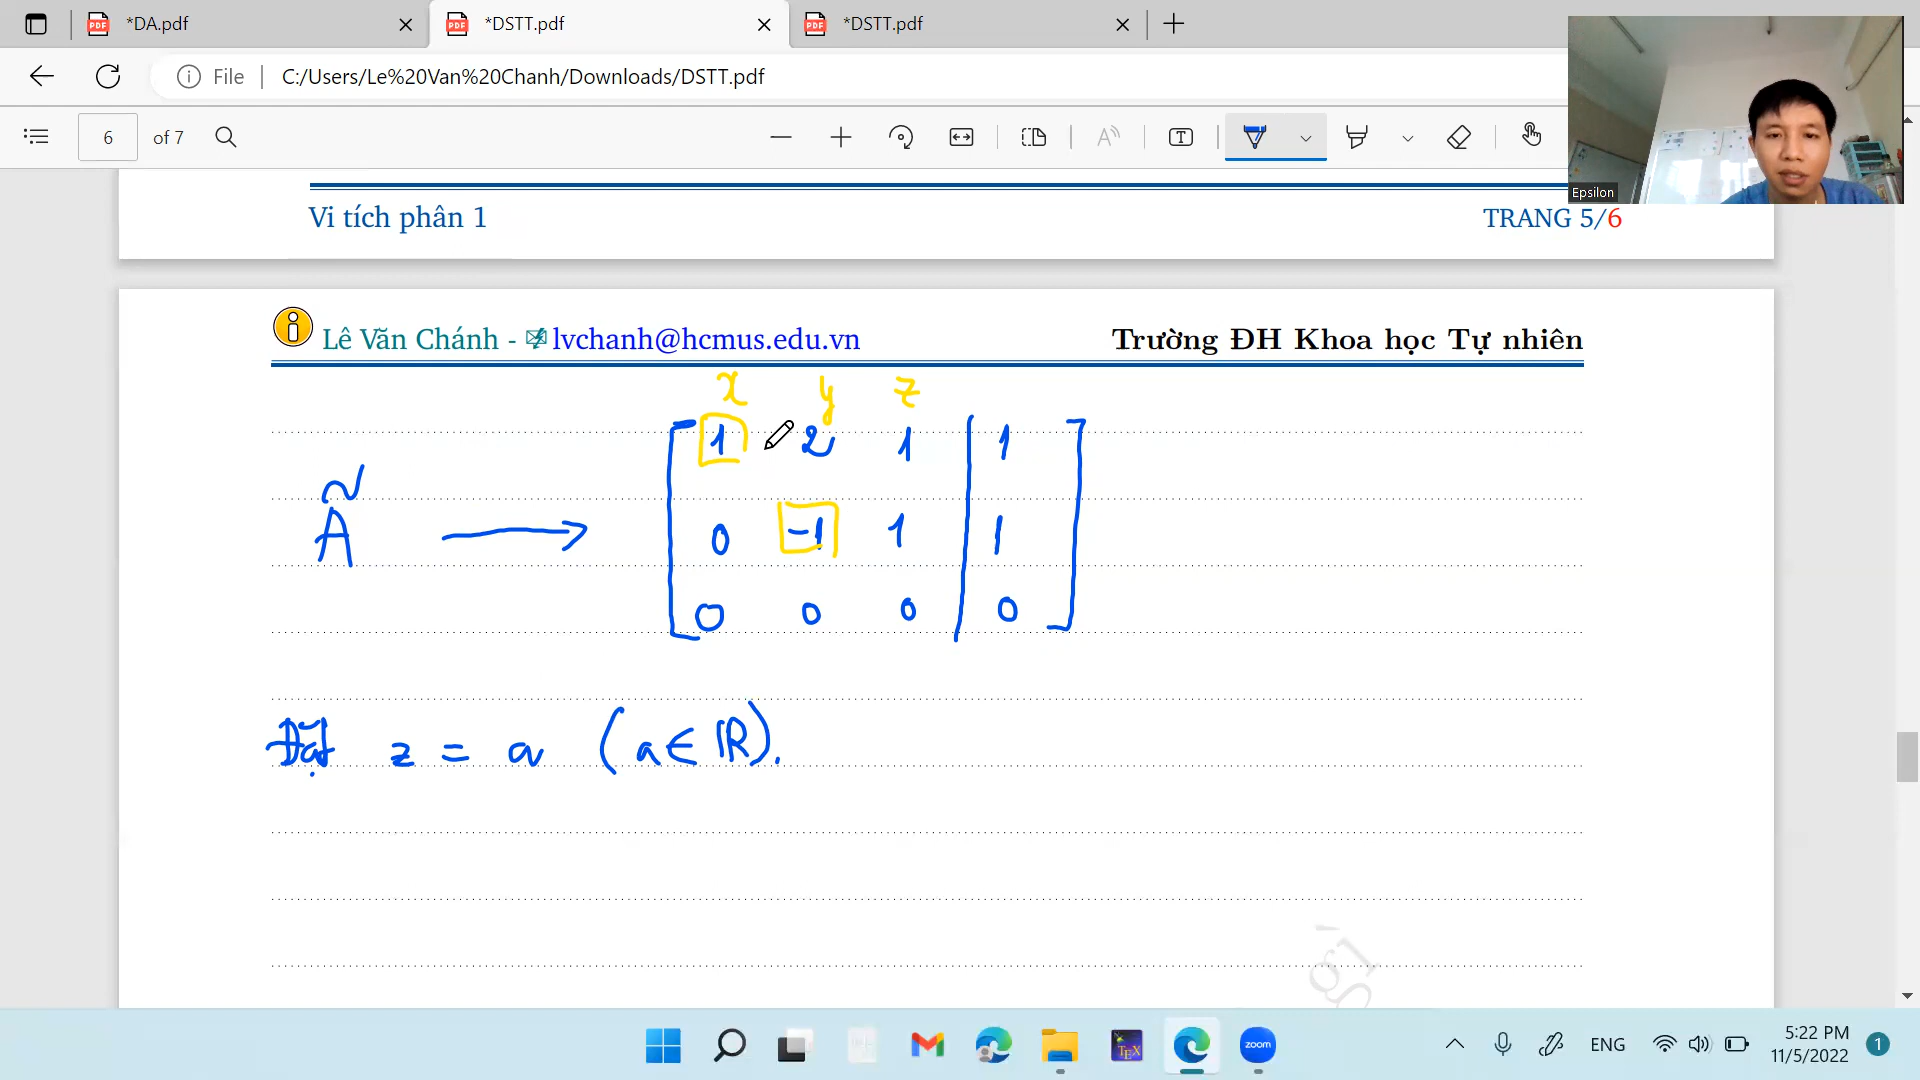 *DA.pdf
*DSTT.pdf
*DSTT.pdf
File
C:/Users/Le%20Van%20Chanh/Downloads/DSTT.pdf
6 of 7
Epsilon
Vi tích phân 1
TRANG 5/6
Lê Văn Chánh - lvchanh@hcmus.edu.vn
Trường ĐH Khoa học Tự nhiên
x y z
1 2 1 | 1
Ã → 0 -1 1 | 1
0 0 0 | 0
Đặt z = a (a ∈ ℝ).
zoom
TEX
ENG
5:22 PM
11/5/2022
1